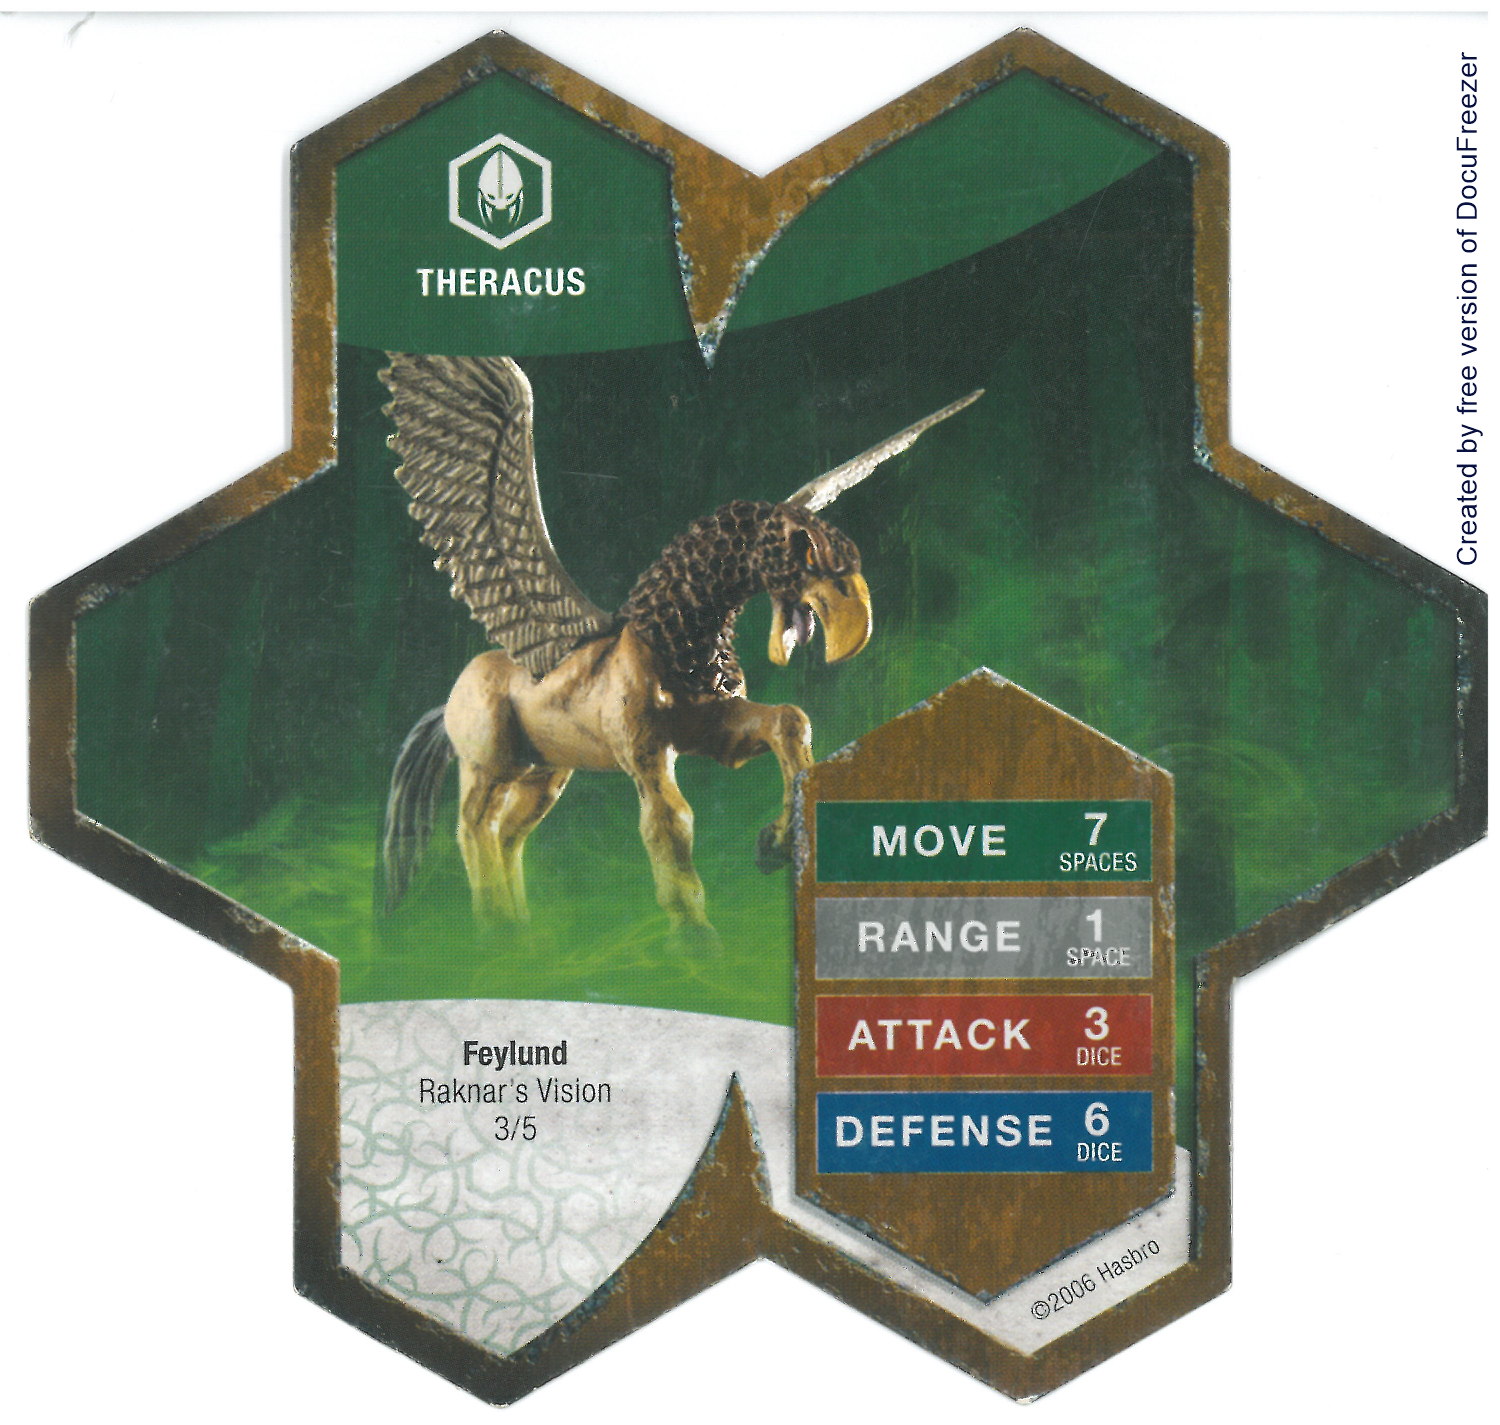 THERACUS
MOVE 7
SPACES
RANGE 1
SPACE
ATTACK 3
DICE
DEFENSE 6
DICE
Feylund
Raknar's Vision
3/5
©2006 Hasbro
Created by free version of DocuFreezer